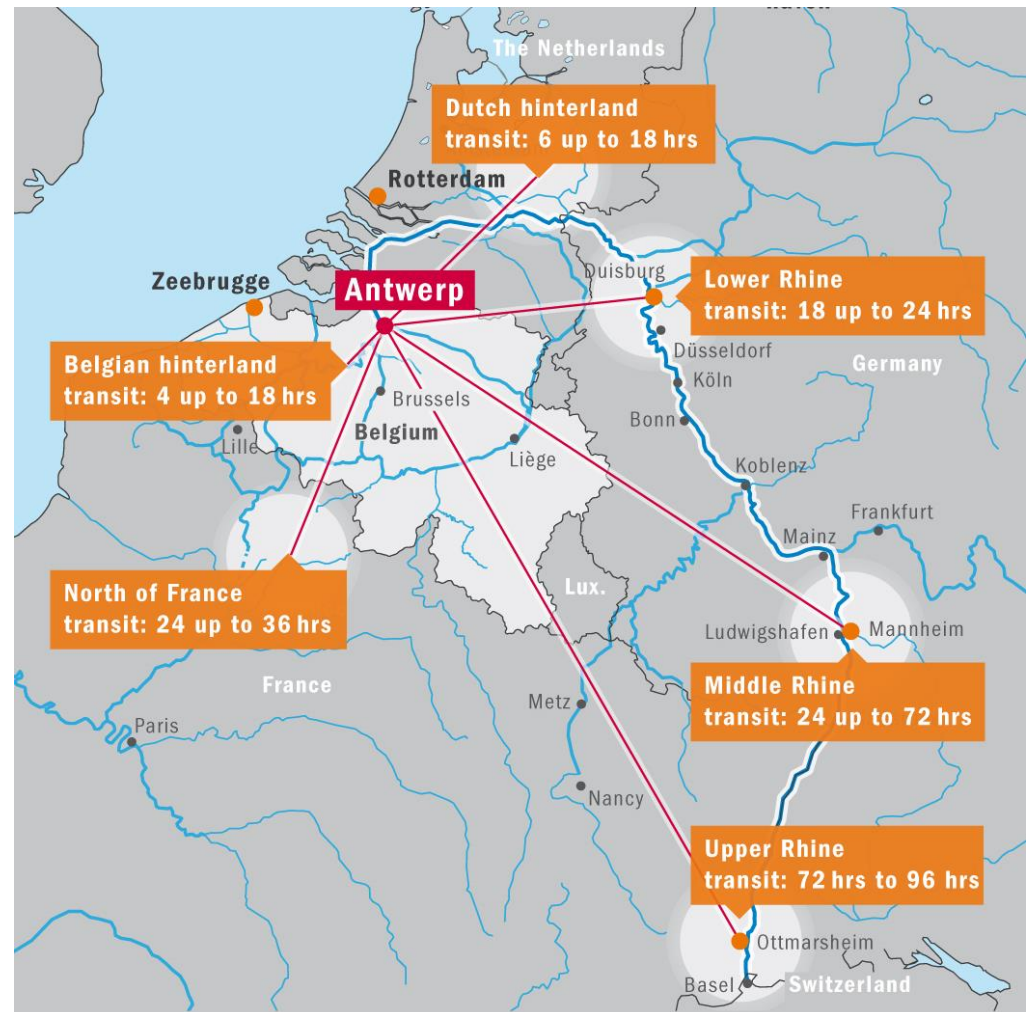 The Netherlands
Dutch hinterland
transit: 6 up to 18 hrs
Rotterdam
Zeebrugge
Antwerp
Duisburg
Lower Rhine
transit: 18 up to 24 hrs
Düsseldorf
Germany
Belgian hinterland
transit: 4 up to 18 hrs
Brussels
Köln
Belgium
Bonn
Lille
Liège
Koblenz
Frankfurt
Mainz
North of France
transit: 24 up to 36 hrs
Lux.
Ludwigshafen
Mannheim
France
Middle Rhine
transit: 24 up to 72 hrs
Metz
Paris
Nancy
Upper Rhine
transit: 72 hrs to 96 hrs
Ottmarsheim
Basel
Switzerland